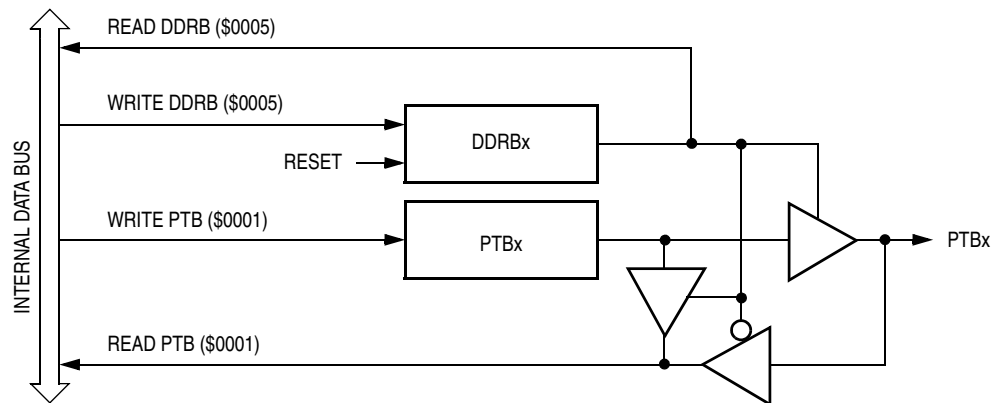 READ DDRB ($0005)
WRITE DDRB ($0005)
DDRBx
RESET
WRITE PTB ($0001)
PTBx
PTBx
READ PTB ($0001)
INTERNAL DATA BUS